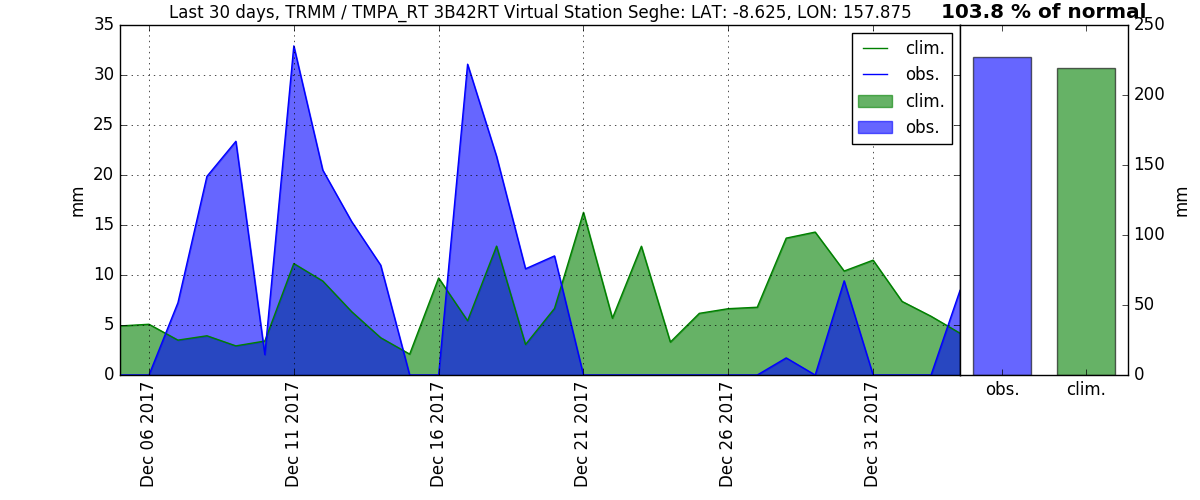 Last 30 days, TRMM / TMPA_RT 3B42RT Virtual Station Seghe: LAT: -8.625, LON: 157.875
103.8 % of normal
35
30
25
20
15
10
5
0
mm
clim.
obs.
clim.
obs.
250
200
150
100
50
0
mm
obs.
clim.
Dec 06 2017
Dec 11 2017
Dec 16 2017
Dec 21 2017
Dec 26 2017
Dec 31 2017